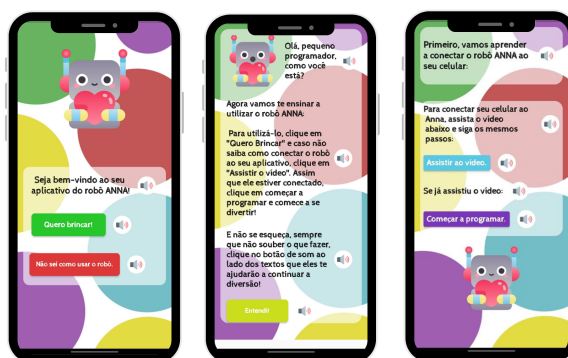 Seja bem-vindo ao seu
aplicativo do robô ANNA!
Quero brincar!
Não sei como usar o robô.
Olá, pequeno
programador,
como você
está?
Agora vamos te ensinar a
utilizar o robô ANNA:
Para utilizá-lo, clique em
"Quero Brincar" e caso não
saiba como conectar o robô
ao seu aplicativo, clique em
"Assistir o video". Assim
que ele estiver conectado,
clique em começar a
programar e comece a se
divertir!
E não se esqueça, sempre
que não souber o que fazer,
clique no botão de som ao
lado dos textos que eles te
ajudarão a continuar a
diversão!
Entendi!
Primeiro, vamos aprender
a conectar o robô ANNA ao
seu celular:
Para conectar seu celular ao
Anna, assista o video
abaixo e siga os mesmos
passos:
Assistir ao video.
Se já assistiu o video:
Começar a programar.